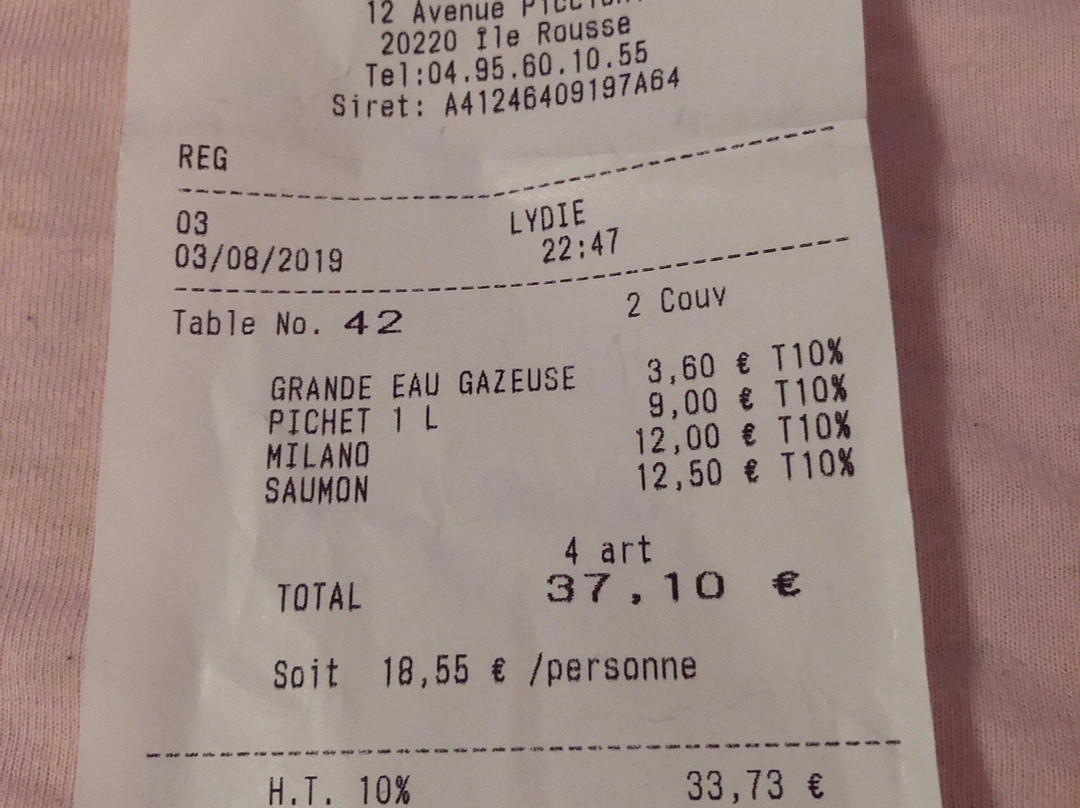 12 Avenue
20220 Île Rousse
Tel:04.95.60.10.55
Siret: A41246409197A64
REG
03 LYDIE
03/08/2019 22:47
Table No. 42 2 Couv
GRANDE EAU GAZEUSE 3,60 € T10%
PICHET 1 L 9,00 € T10%
MILANO 12,00 € T10%
SAUMON 12,50 € T10%
4 art
TOTAL 37,10 €
Soit 18,55 € /personne
H.T. 10% 33,73 €